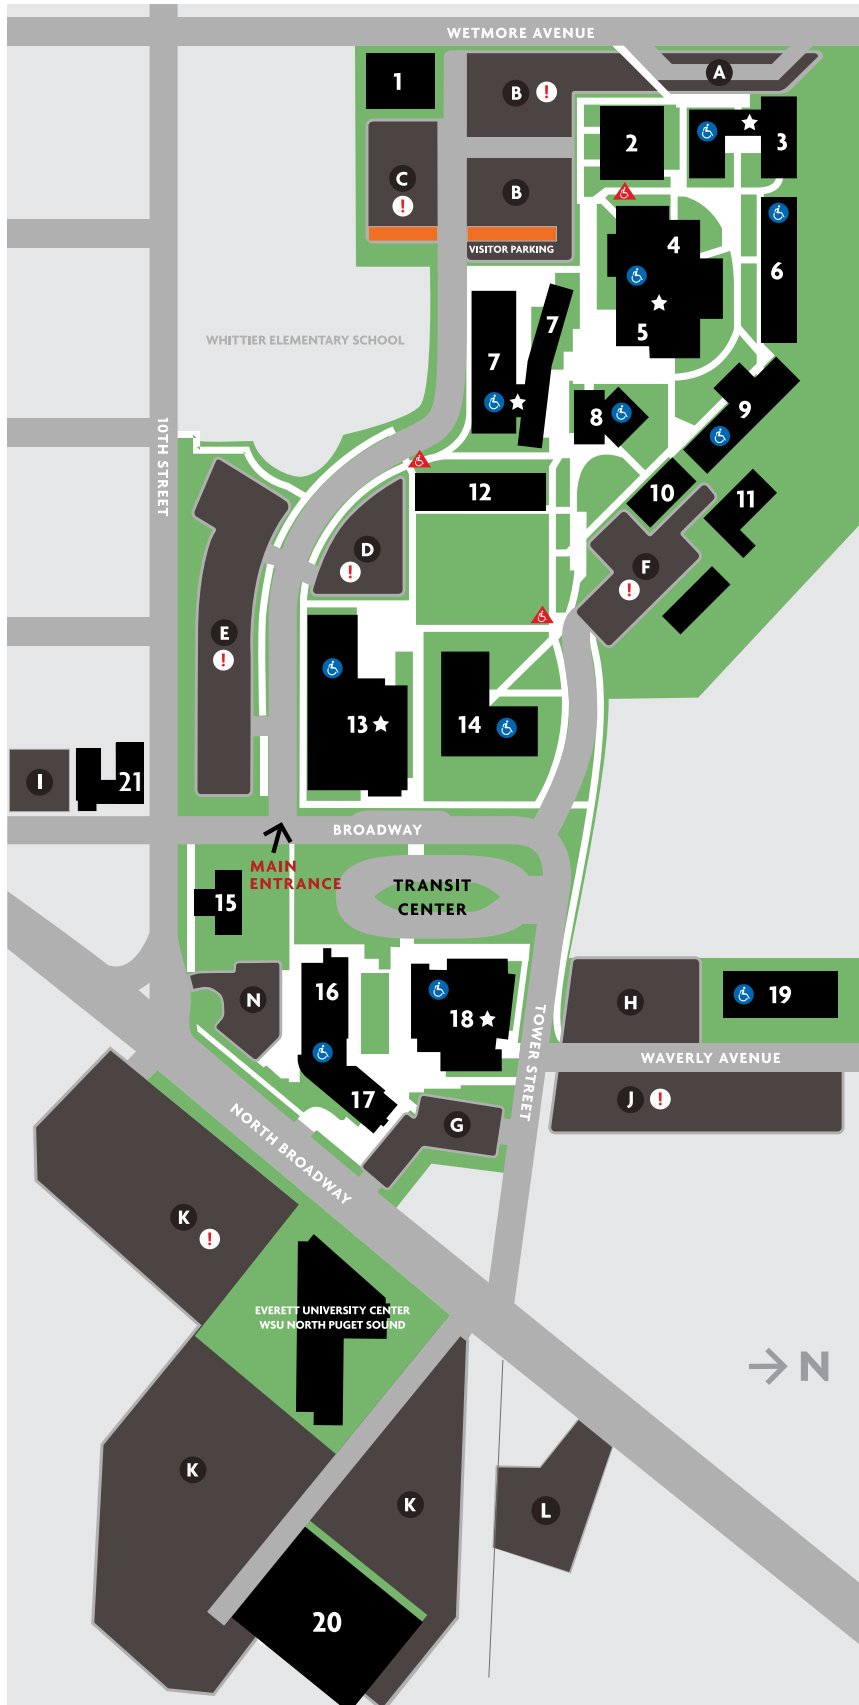 WETMORE AVENUE
A
1
B !
2
3
C
!
B
4
VISITOR PARKING
6
7
5
WHITTIER ELEMENTARY SCHOOL
7
8
9
10TH STREET
12
10
11
D
!
F
!
E
!
13
14
I
21
BROADWAY
MAIN
ENTRANCE
TRANSIT
CENTER
15
N
16
18
H
19
TOWER STREET
WAVERLY AVENUE
17
J !
G
NORTH BROADWAY
K
!
EVERETT UNIVERSITY CENTER
WSU NORTH PUGET SOUND
N
K
K
L
20